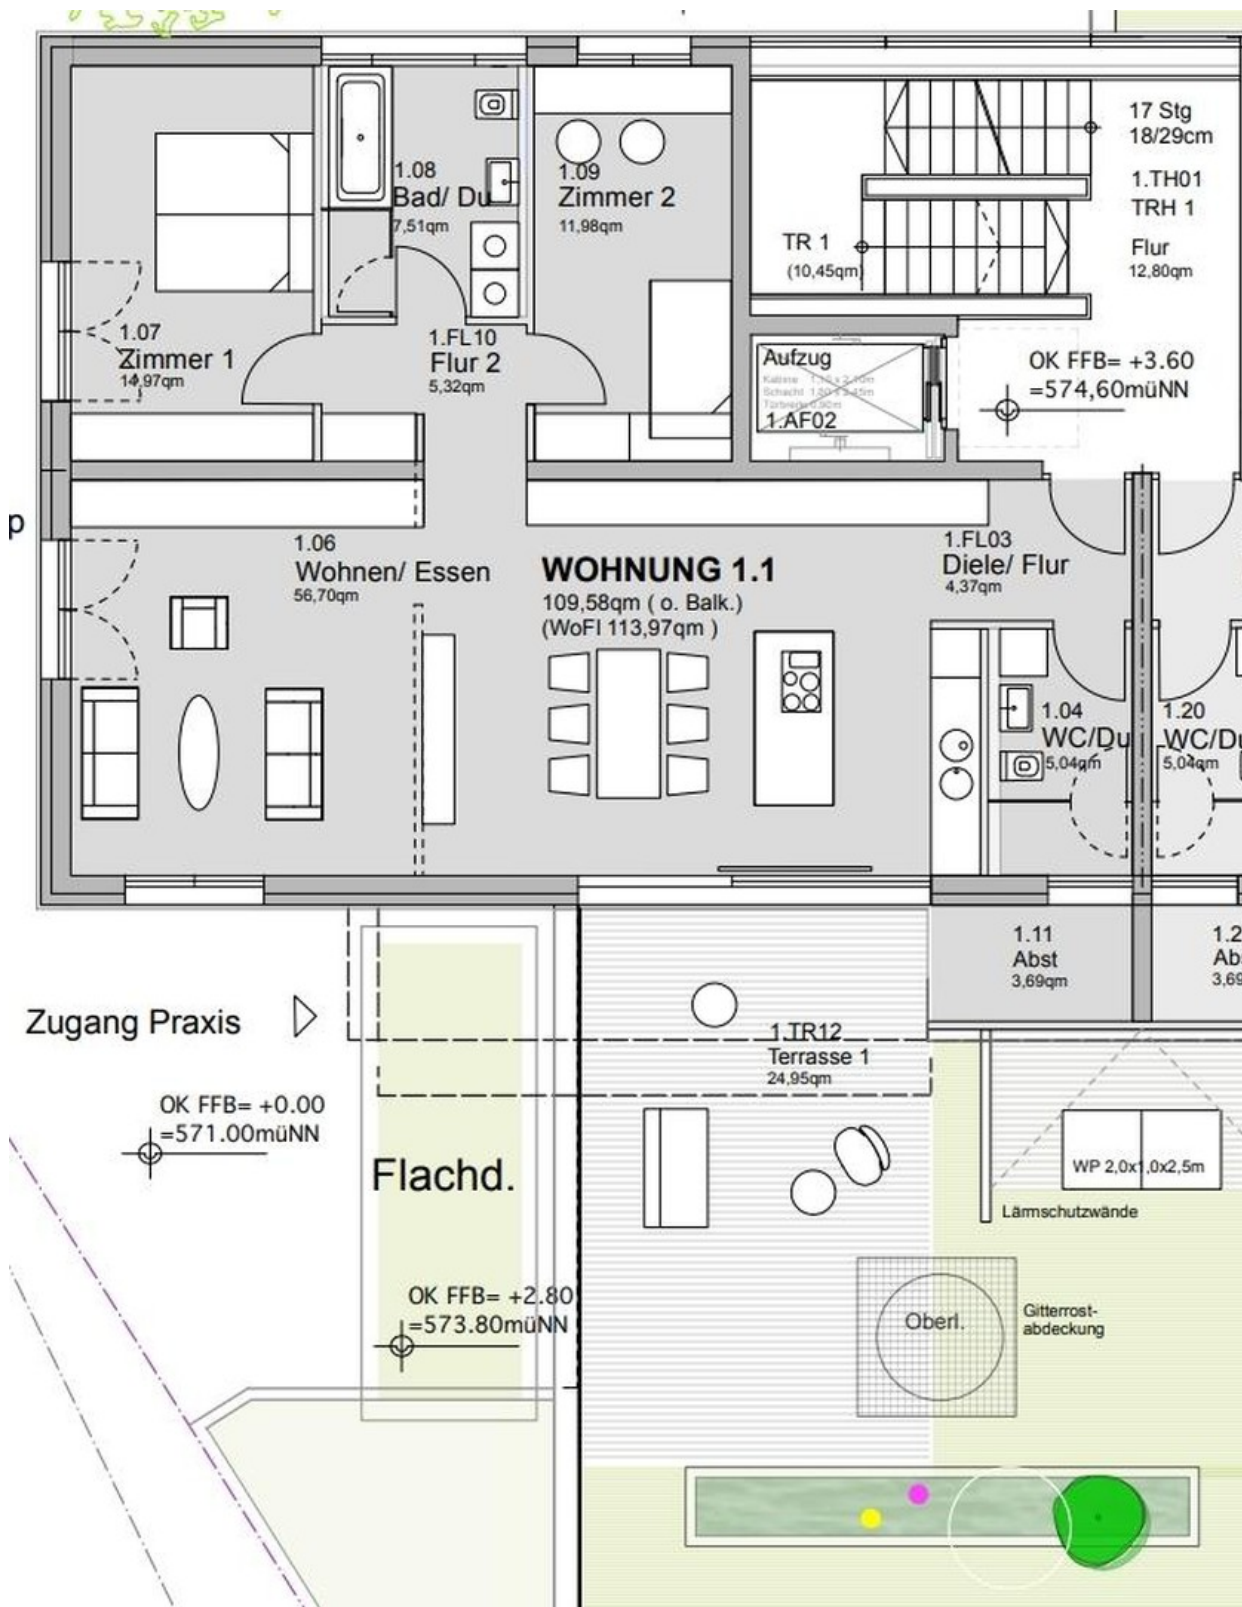 17 Stg
18/29cm
1.TH01
TRH 1
Flur
12,80qm
1.08
Bad/ Du
7,51qm
1.09
Zimmer 2
11,98qm
TR 1
(10,45qm)
1.07
Zimmer 1
14,97qm
1.FL10
Flur 2
5,32qm
Aufzug
1.AF02
OK FFB= +3.60
=574,60müNN
p
1.06
Wohnen/ Essen
56,70qm
WOHNUNG 1.1
109,58qm ( o. Balk.)
(WoFl 113,97qm )
1.FL03
Diele/ Flur
4,37qm
1.04
WC/Du
5,04qm
1.20
WC/Du
5,04qm
1.11
Abst
3,69qm
1.2
Ab
3,69
Zugang Praxis
1.TR12
Terrasse 1
24,95qm
OK FFB= +0.00
=571.00müNN
Flachd.
WP 2,0x1,0x2,5m
Lärmschutzwände
OK FFB= +2.80
=573.80müNN
Oberl.
Gitterrost-
abdeckung